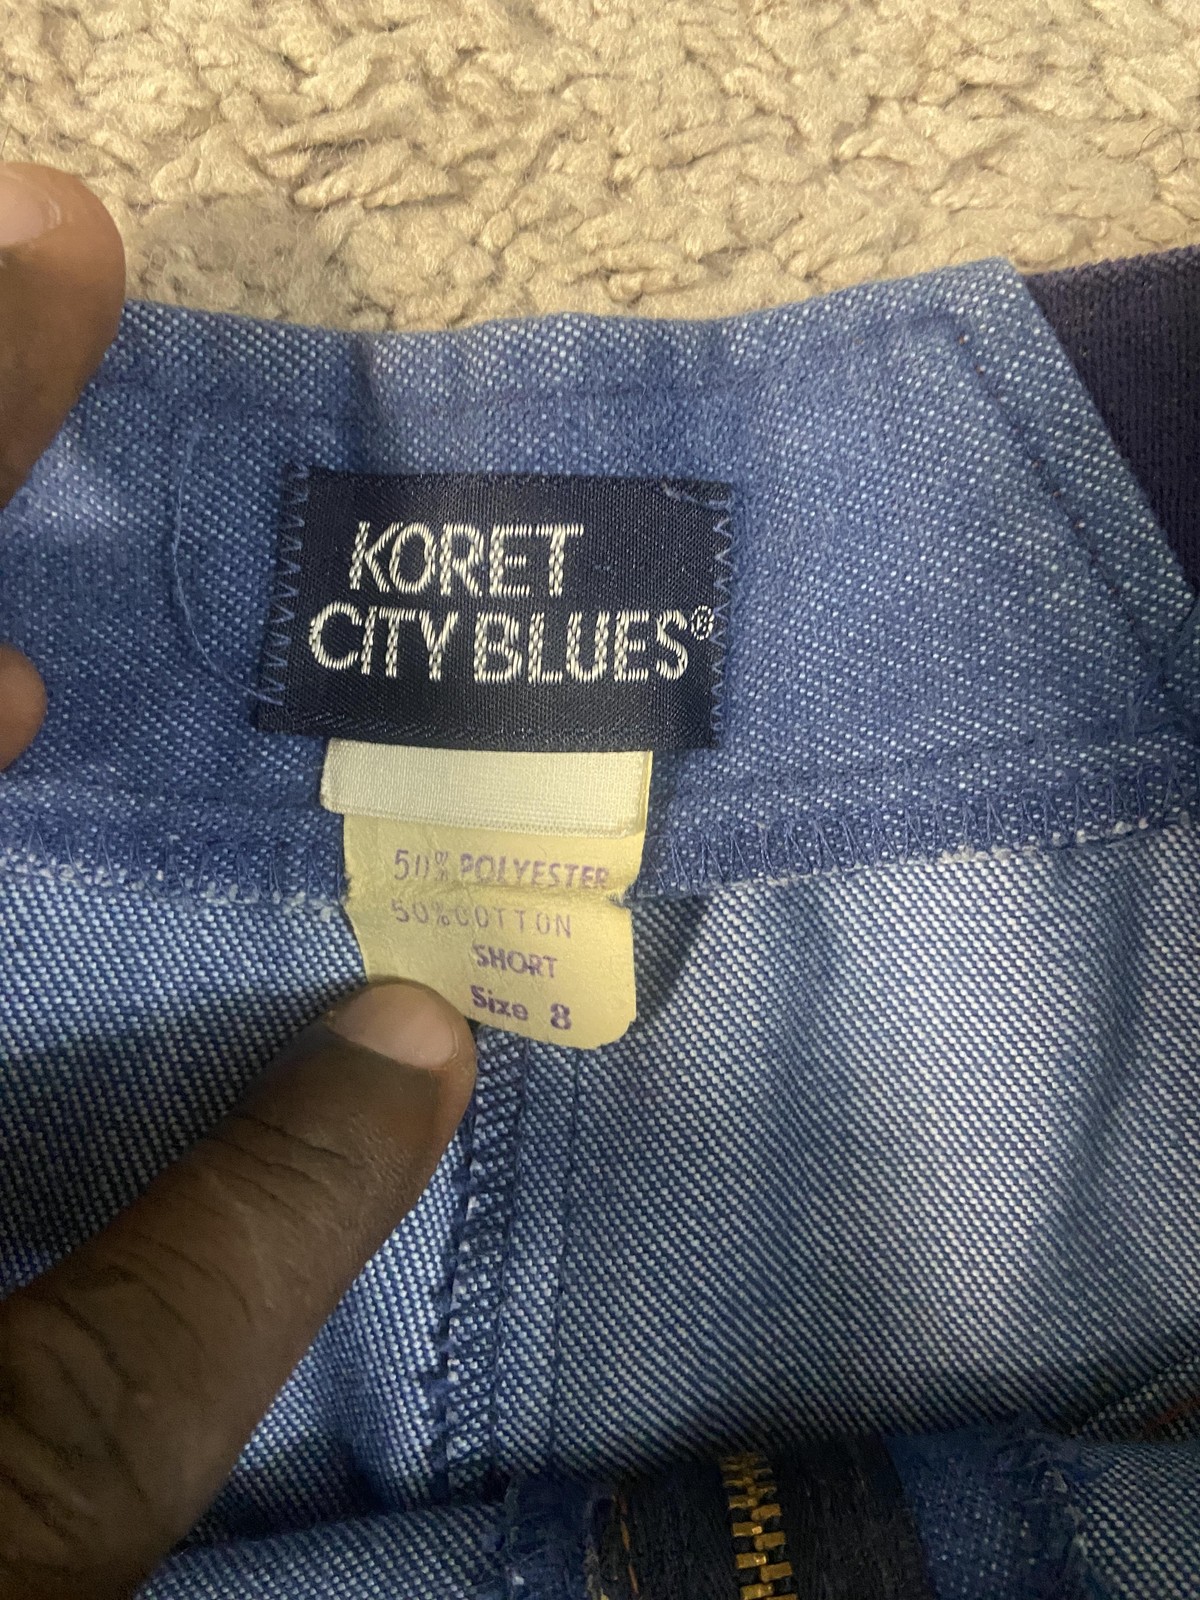 KORET
CITY BLUES®
50% POLYESTER
50% COTTON
SHORT
Size 8